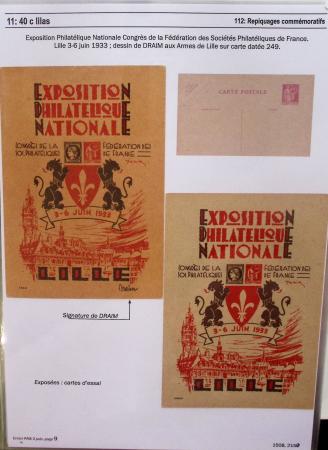 11: 40 c lilas
112: Repiquages commémoratifs
Exposition Philatélique Nationale Congrès de la Fédération des Sociétés Philatéliques de France.
Lille 3-6 juin 1933 ; dessin de DRAIM aux Armes de Lille sur carte datée 249.
EXPOSITION
PHILATELIQUE
NATIONALE
CONGRÈS DE LA
FÉDÉRATION DES
SOC PHILATÉLIQUES
DE FRANCE
3-6 JUIN 1933
LILLE
CARTE POSTALE
EXPOSITION
PHILATELIQUE
NATIONALE
CONGRÈS DE LA
FÉDÉRATION DES
SOC PHILATÉLIQUES
DE FRANCE
3-6 JUIN 1933
LILLE
Signature de DRAIM
Exposées : cartes d'essai